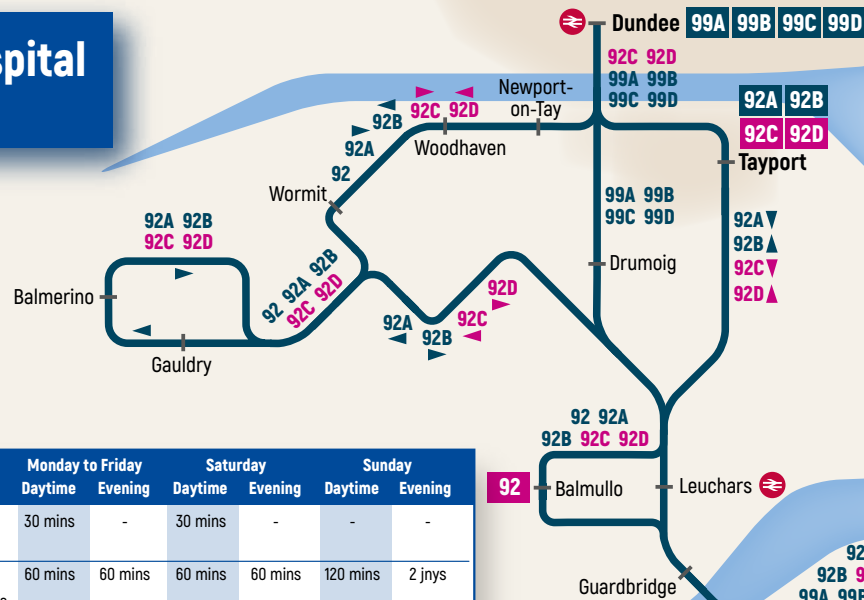 spital
Dundee 99A 99B 99C 99D
92C 92D
99A 99B
99C 99D
Newport-
on-Tay
92C 92D
92B
92A
92
Woodhaven
92A 92B
92C 92D
Tayport
Wormit
99A 99B
99C 99D
92A
92B
92C
92D
92A 92B
92C 92D
Balmerino
Gauldry
92 92A 92B
92C 92D
Drumoig
92A
92B
92C
92D
92 92A
92B 92C 92D
92
Balmullo
Leuchars
Guardbridge
92B
99A
Monday to Friday Saturday Sunday
Daytime Evening Daytime Evening Daytime Evening
30 mins - 30 mins - - -
60 mins 60 mins 60 mins 60 mins 120 mins 2 jnys